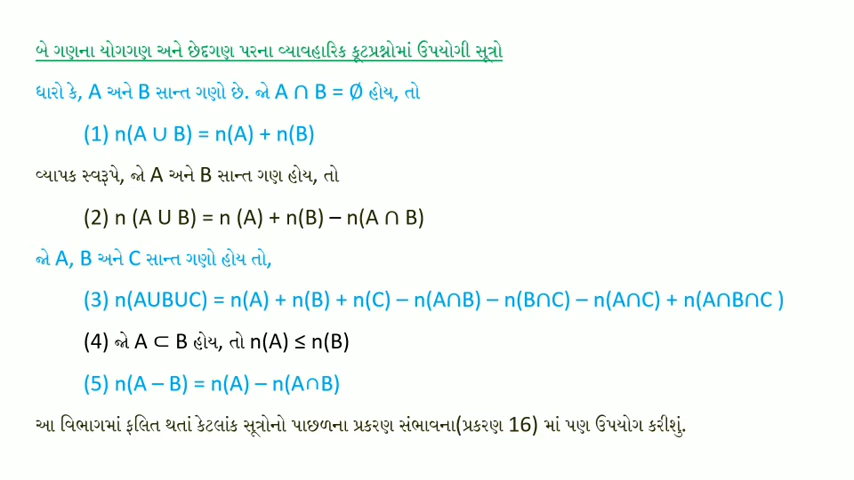 બે ગણના યોગગણ અને છેદગણ પરના વ્યાવહારિક કૂટપ્રશ્નોમાં ઉપયોગી સૂત્રો
ધારો કે, A અને B સાન્ત ગણો છે. જો A ∩ B = Ø હોય, તો
(1) n(A ∪ B) = n(A) + n(B)
વ્યાપક સ્વરૂપે, જો A અને B સાન્ત ગણ હોય, તો
(2) n (A U B) = n (A) + n(B) – n(A ∩ B)
જો A, B અને C સાન્ત ગણો હોય તો,
(3) n(AUBUC) = n(A) + n(B) + n(C) – n(A∩B) – n(B∩C) – n(A∩C) + n(A∩B∩C )
(4) જો A ⊂ B હોય, તો n(A) ≤ n(B)
(5) n(A – B) = n(A) – n(A∩B)
આ વિભાગમાં ફલિત થતાં કેટલાંક સૂત્રોનો પાછળના પ્રકરણ સંભાવના(પ્રકરણ 16) માં પણ ઉપયોગ કરીશું.